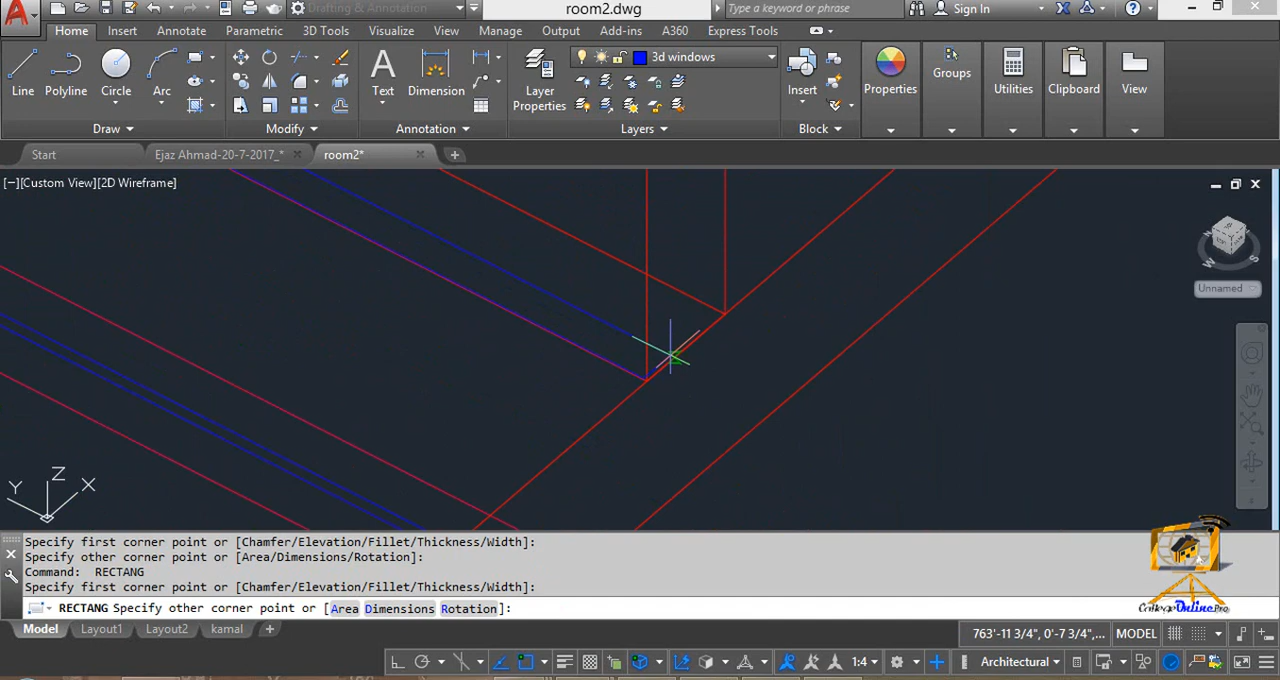 Drafting & Annotation
room2.dwg
Type a keyword or phrase
Sign In
Home Insert Annotate Parametric 3D Tools Visualize View Manage Output Add-ins A360 Express Tools
3d windows
Line Polyline Circle Arc Text Dimension Layer Properties Insert Properties Groups Utilities Clipboard View
Draw Modify Annotation Layers Block
Start Ejaz Ahmad-20-7-2017_* room2*
[−][Custom View][2D Wireframe]
Unnamed
Z
Y X
Specify first corner point or [Chamfer/Elevation/Fillet/Thickness/Width]:
Specify other corner point or [Area/Dimensions/Rotation]:
Command: RECTANG
Specify first corner point or [Chamfer/Elevation/Fillet/Thickness/Width]:
RECTANG Specify other corner point or [Area Dimensions Rotation]:
College Online.Pro
Model Layout1 Layout2 kamal
763'-11 3/4", 0'-7 3/4",... MODEL
1:4 Architectural